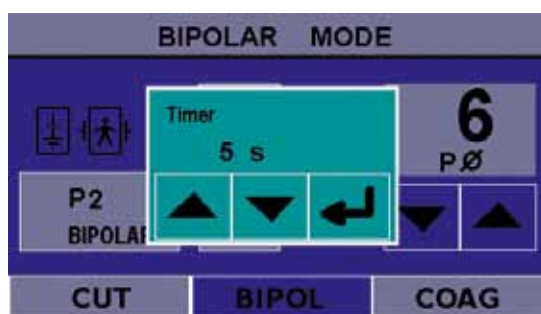 BIPOLAR MODE
Timer
5 s
6
PØ
P2
BIPOLAR
CUT
BIPOL
COAG